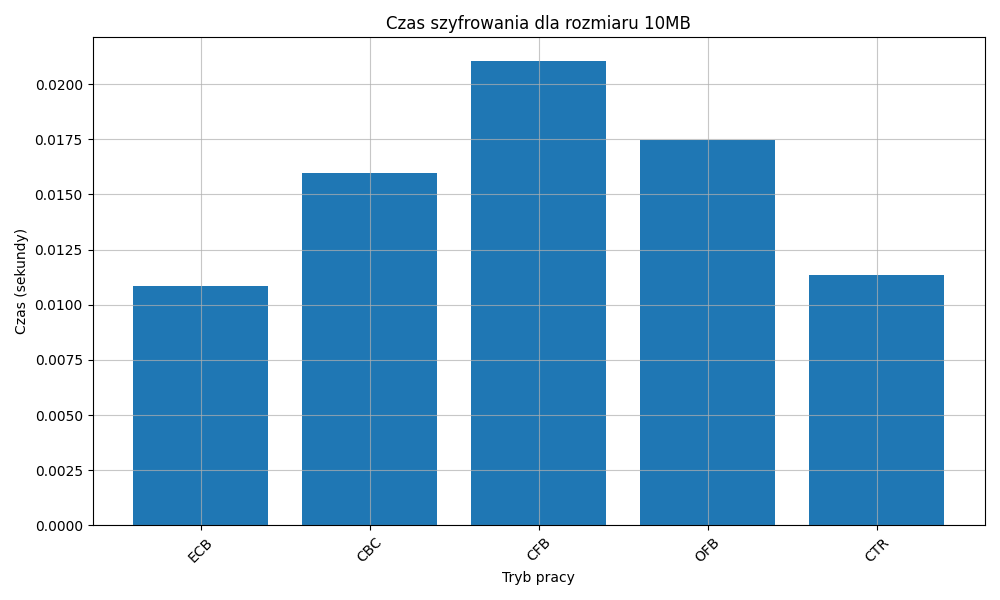 Czas szyfrowania dla rozmiaru 10MB
Czas (sekundy)
0.0200
0.0175
0.0150
0.0125
0.0100
0.0075
0.0050
0.0025
0.0000
ECB
CBC
CFB
OFB
CTR
Tryb pracy